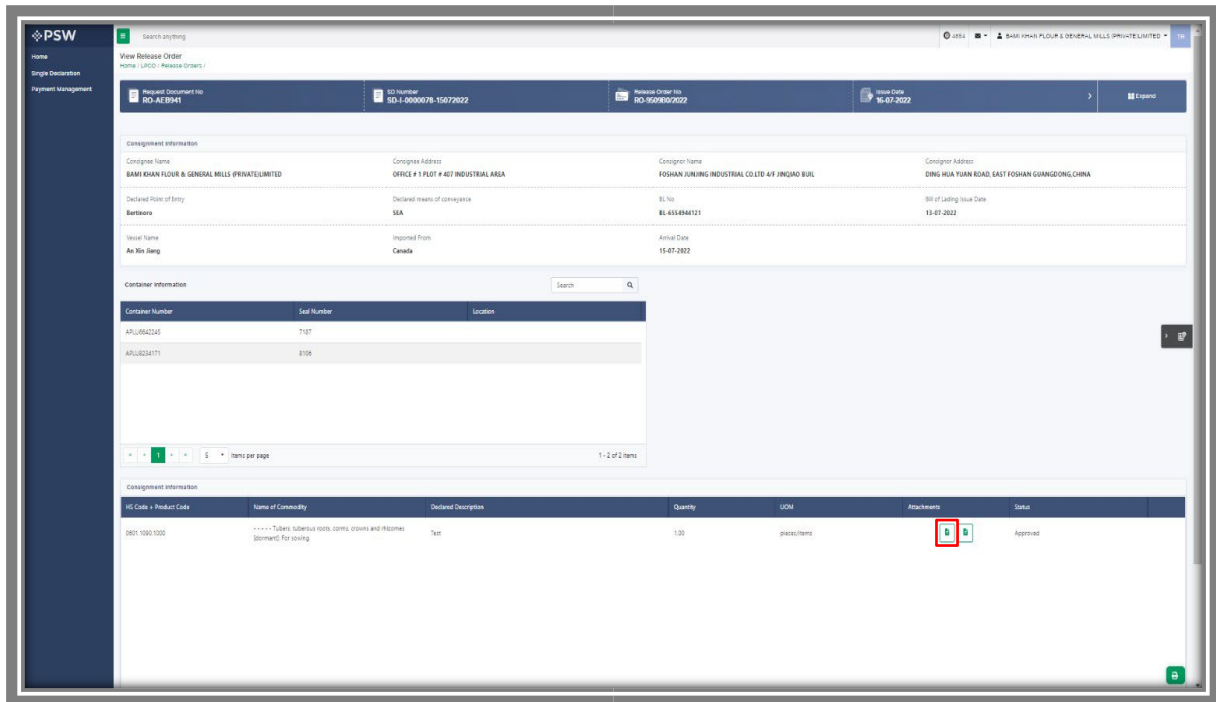 PSW
Search anything
4854
BAMI KHAN FLOUR & GENERAL MILLS (PRIVATE)LIMITED
TR
Home
Single Declaration
Payment Management
View Release Order
Home / LPCO / Release Orders /
Request Document No
RO-AEB941
SD Number
SD-I-0000078-15072022
Release Order No
RO-9509B0/2022
Issue Date
16-07-2022
Expand
Consignment Information
Consignee Name
BAMI KHAN FLOUR & GENERAL MILLS (PRIVATE)LIMITED
Consignee Address
OFFICE # 1 PLOT # 407 INDUSTRIAL AREA
Consignor Name
FOSHAN JUNJING INDUSTRIAL CO.LTD 4/F JINQIAO BUIL
Consignor Address
DING HUA YUAN ROAD, EAST FOSHAN GUANGDONG,CHINA
Declared Point of Entry
Bertinoro
Declared means of conveyance
SEA
BL No
BL-6554944121
Bill of Lading Issue Date
13-07-2022
Vessel Name
An Xin Jiang
Imported From
Canada
Arrival Date
15-07-2022
Container Information
Search
Container Number Seal Number Location
APLU6642245 7187
APLU8234171 8106
1 5 items per page 1 - 2 of 2 items
Consignment Information
HS Code + Product Code Name of Commodity Declared Description Quantity UOM Attachments Status
0601.1090.1000 - - - - - Tubers, tuberous roots, corms, crowns and rhizomes Test 1.00 pieces/items Approved
(dormant): For sowing